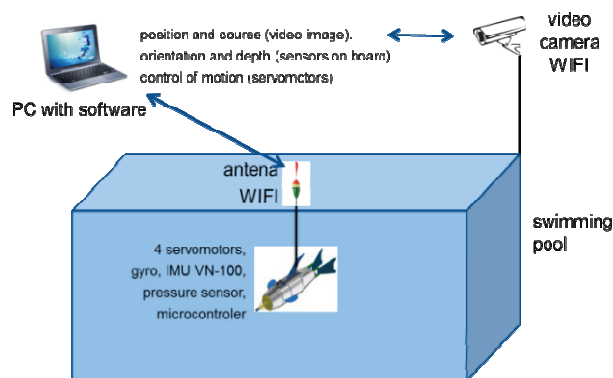 position and course (video image),
orientation and depth (sensors on board)
control of motion (servomotors)
PC with software
video
camera
WIFI
antena
WIFI
4 servomotors,
gyro, IMU VN-100,
pressure sensor,
microcontroler
swimming
pool